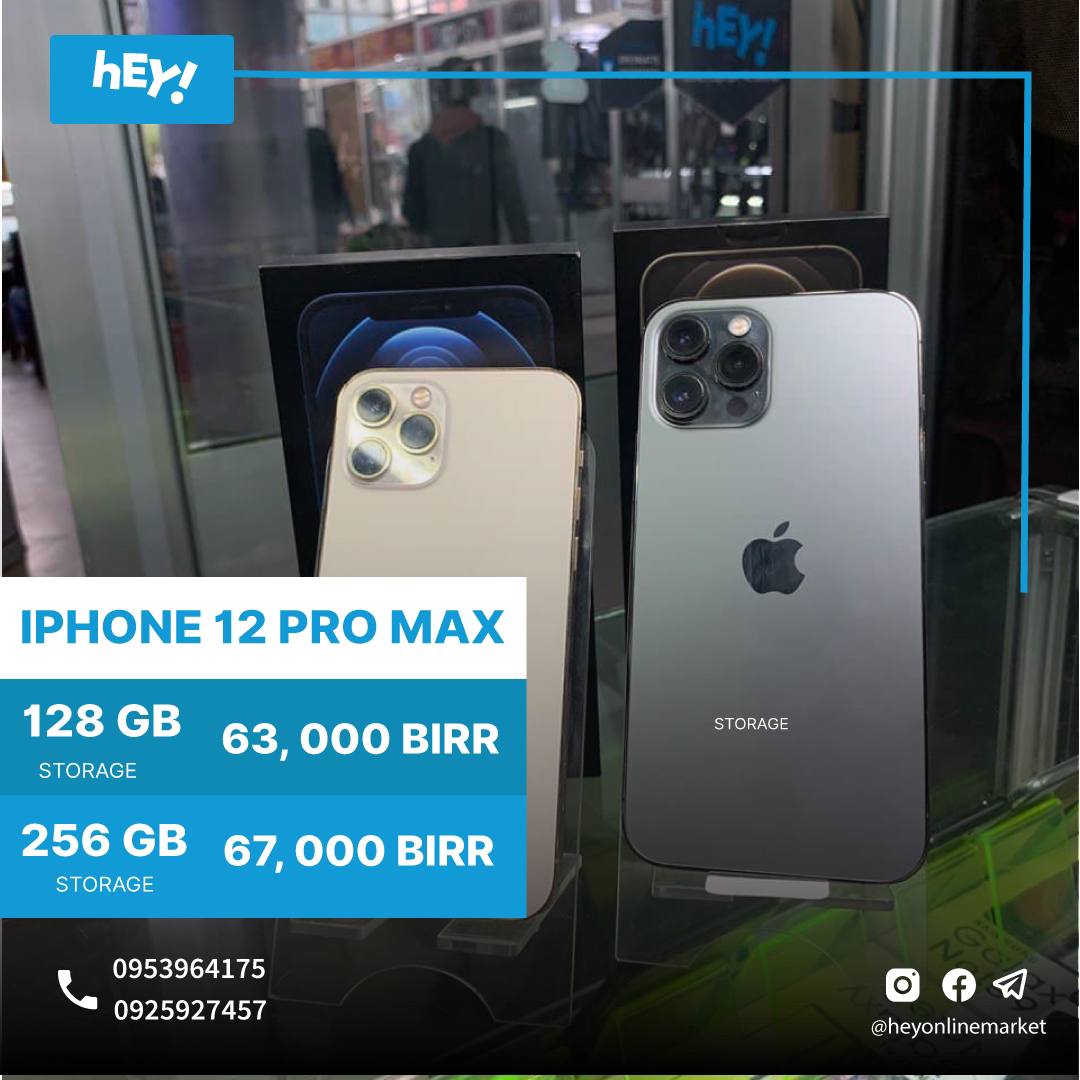 hEY!
hEY!
IPHONE 12 PRO MAX
128 GB
STORAGE
63, 000 BIRR
256 GB
STORAGE
67, 000 BIRR
STORAGE
0953964175
0925927457
@heyonlinemarket